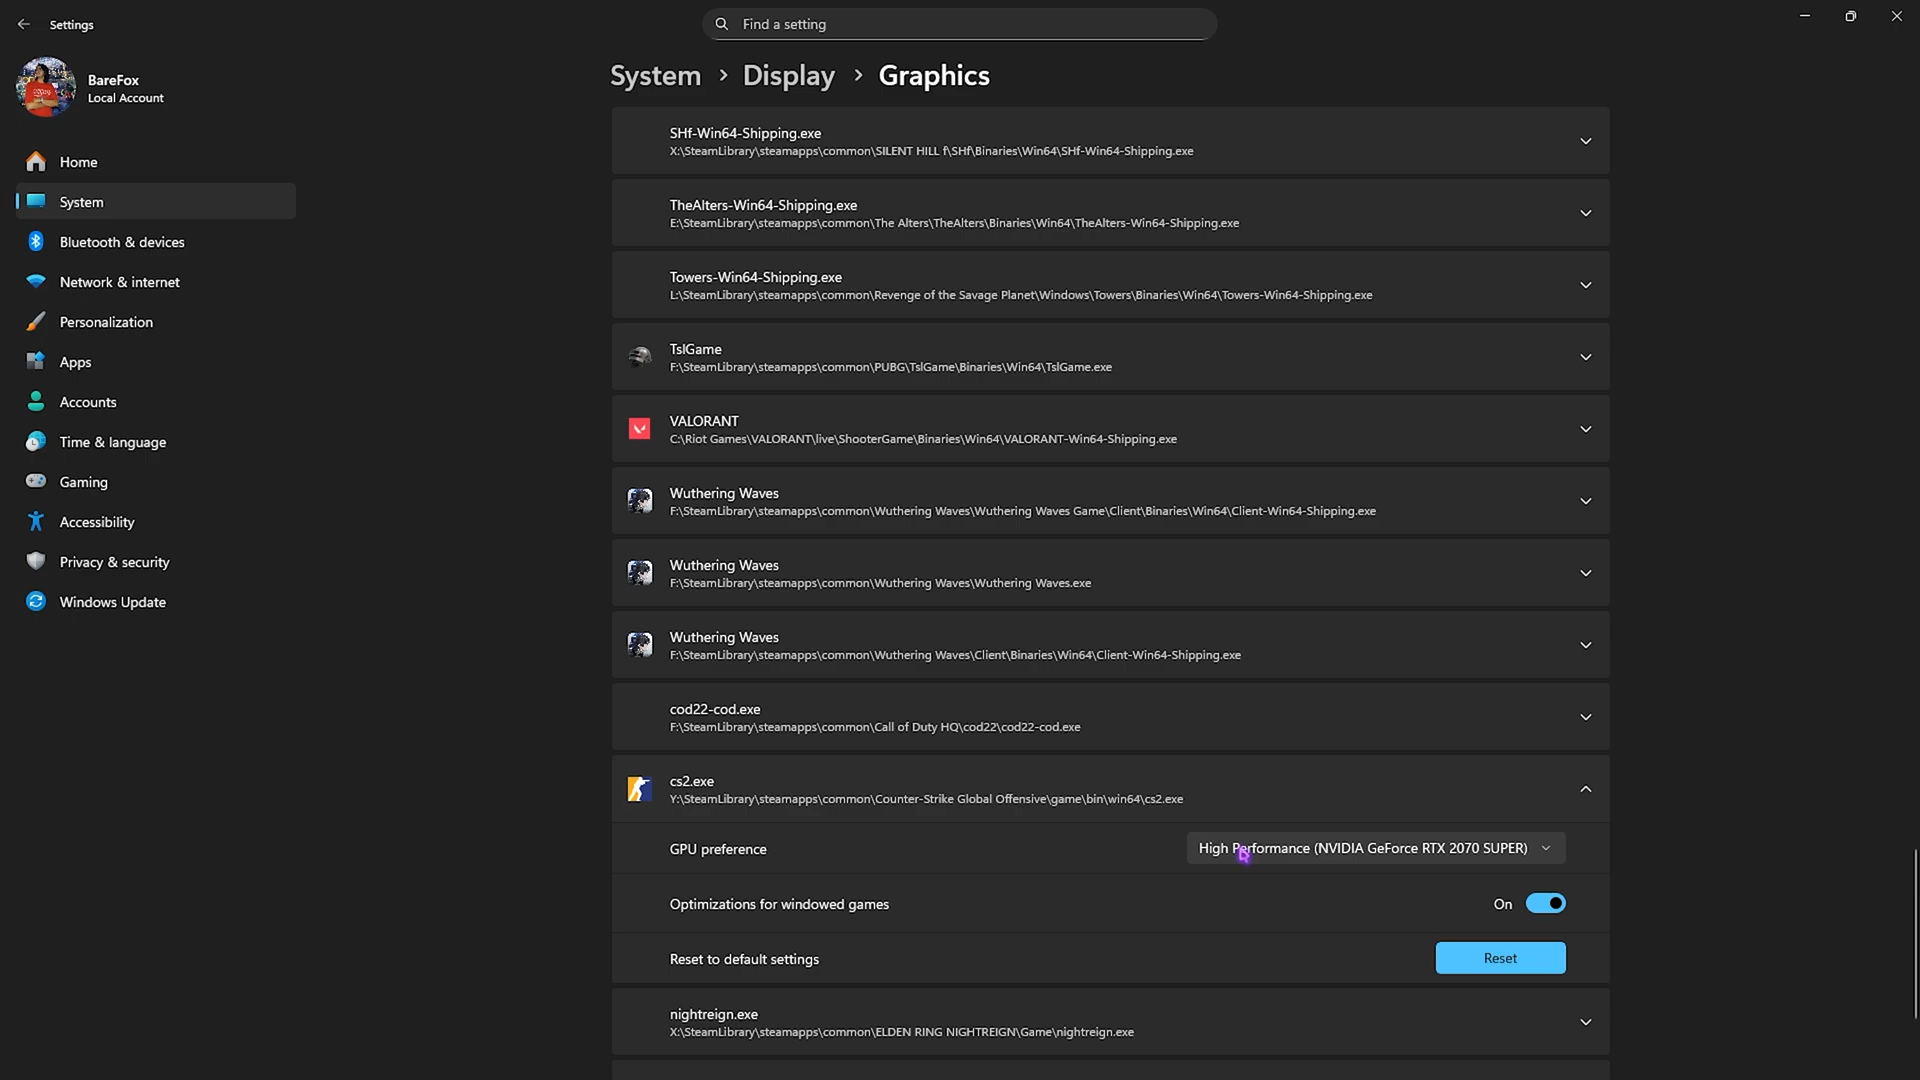 Settings
Find a setting
BareFox
Local Account
Home
System
Bluetooth & devices
Network & internet
Personalization
Apps
Accounts
Time & language
Gaming
Accessibility
Privacy & security
Windows Update
System > Display > Graphics
SHf-Win64-Shipping.exe
X:\SteamLibrary\steamapps\common\SILENT HILL f\SHf\Binaries\Win64\SHf-Win64-Shipping.exe
TheAlters-Win64-Shipping.exe
E:\SteamLibrary\steamapps\common\The Alters\TheAlters\Binaries\Win64\TheAlters-Win64-Shipping.exe
Towers-Win64-Shipping.exe
L:\SteamLibrary\steamapps\common\Revenge of the Savage Planet\Windows\Towers\Binaries\Win64\Towers-Win64-Shipping.exe
TslGame
F:\SteamLibrary\steamapps\common\PUBG\TslGame\Binaries\Win64\TslGame.exe
VALORANT
C:\Riot Games\VALORANT\live\ShooterGame\Binaries\Win64\VALORANT-Win64-Shipping.exe
Wuthering Waves
F:\SteamLibrary\steamapps\common\Wuthering Waves\Wuthering Waves Game\Client\Binaries\Win64\Client-Win64-Shipping.exe
Wuthering Waves
F:\SteamLibrary\steamapps\common\Wuthering Waves\Wuthering Waves.exe
Wuthering Waves
F:\SteamLibrary\steamapps\common\Wuthering Waves\Client\Binaries\Win64\Client-Win64-Shipping.exe
cod22-cod.exe
F:\SteamLibrary\steamapps\common\Call of Duty HQ\cod22\cod22-cod.exe
cs2.exe
Y:\SteamLibrary\steamapps\common\Counter-Strike Global Offensive\game\bin\win64\cs2.exe
GPU preference
High Performance (NVIDIA GeForce RTX 2070 SUPER)
Optimizations for windowed games
On
Reset to default settings
Reset
nightreign.exe
X:\SteamLibrary\steamapps\common\ELDEN RING NIGHTREIGN\Game\nightreign.exe